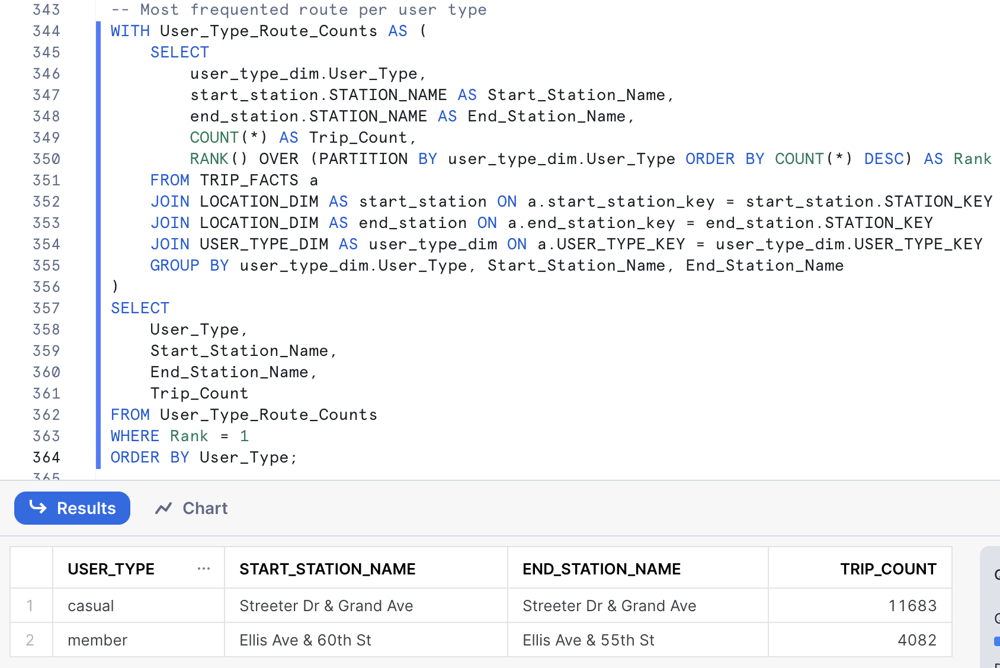 343 -- Most frequented route per user type
344 WITH User_Type_Route_Counts AS (
345 SELECT
346 user_type_dim.User_Type,
347 start_station.STATION_NAME AS Start_Station_Name,
348 end_station.STATION_NAME AS End_Station_Name,
349 COUNT(*) AS Trip_Count,
350 RANK() OVER (PARTITION BY user_type_dim.User_Type ORDER BY COUNT(*) DESC) AS Rank
351 FROM TRIP_FACTS a
352 JOIN LOCATION_DIM AS start_station ON a.start_station_key = start_station.STATION_KEY
353 JOIN LOCATION_DIM AS end_station ON a.end_station_key = end_station.STATION_KEY
354 JOIN USER_TYPE_DIM AS user_type_dim ON a.USER_TYPE_KEY = user_type_dim.USER_TYPE_KEY
355 GROUP BY user_type_dim.User_Type, Start_Station_Name, End_Station_Name
356 )
357 SELECT
358 User_Type,
359 Start_Station_Name,
360 End_Station_Name,
361 Trip_Count
362 FROM User_Type_Route_Counts
363 WHERE Rank = 1
364 ORDER BY User_Type;
365
Results Chart
USER_TYPE ... START_STATION_NAME END_STATION_NAME TRIP_COUNT
1 casual Streeter Dr & Grand Ave Streeter Dr & Grand Ave 11683
2 member Ellis Ave & 60th St Ellis Ave & 55th St 4082